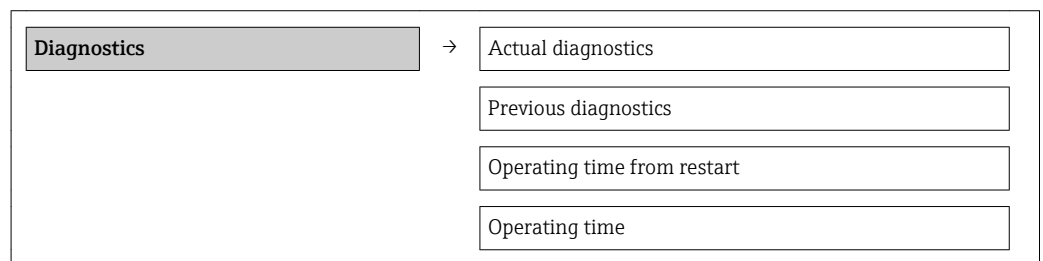 Diagnostics → Actual diagnostics
Previous diagnostics
Operating time from restart
Operating time